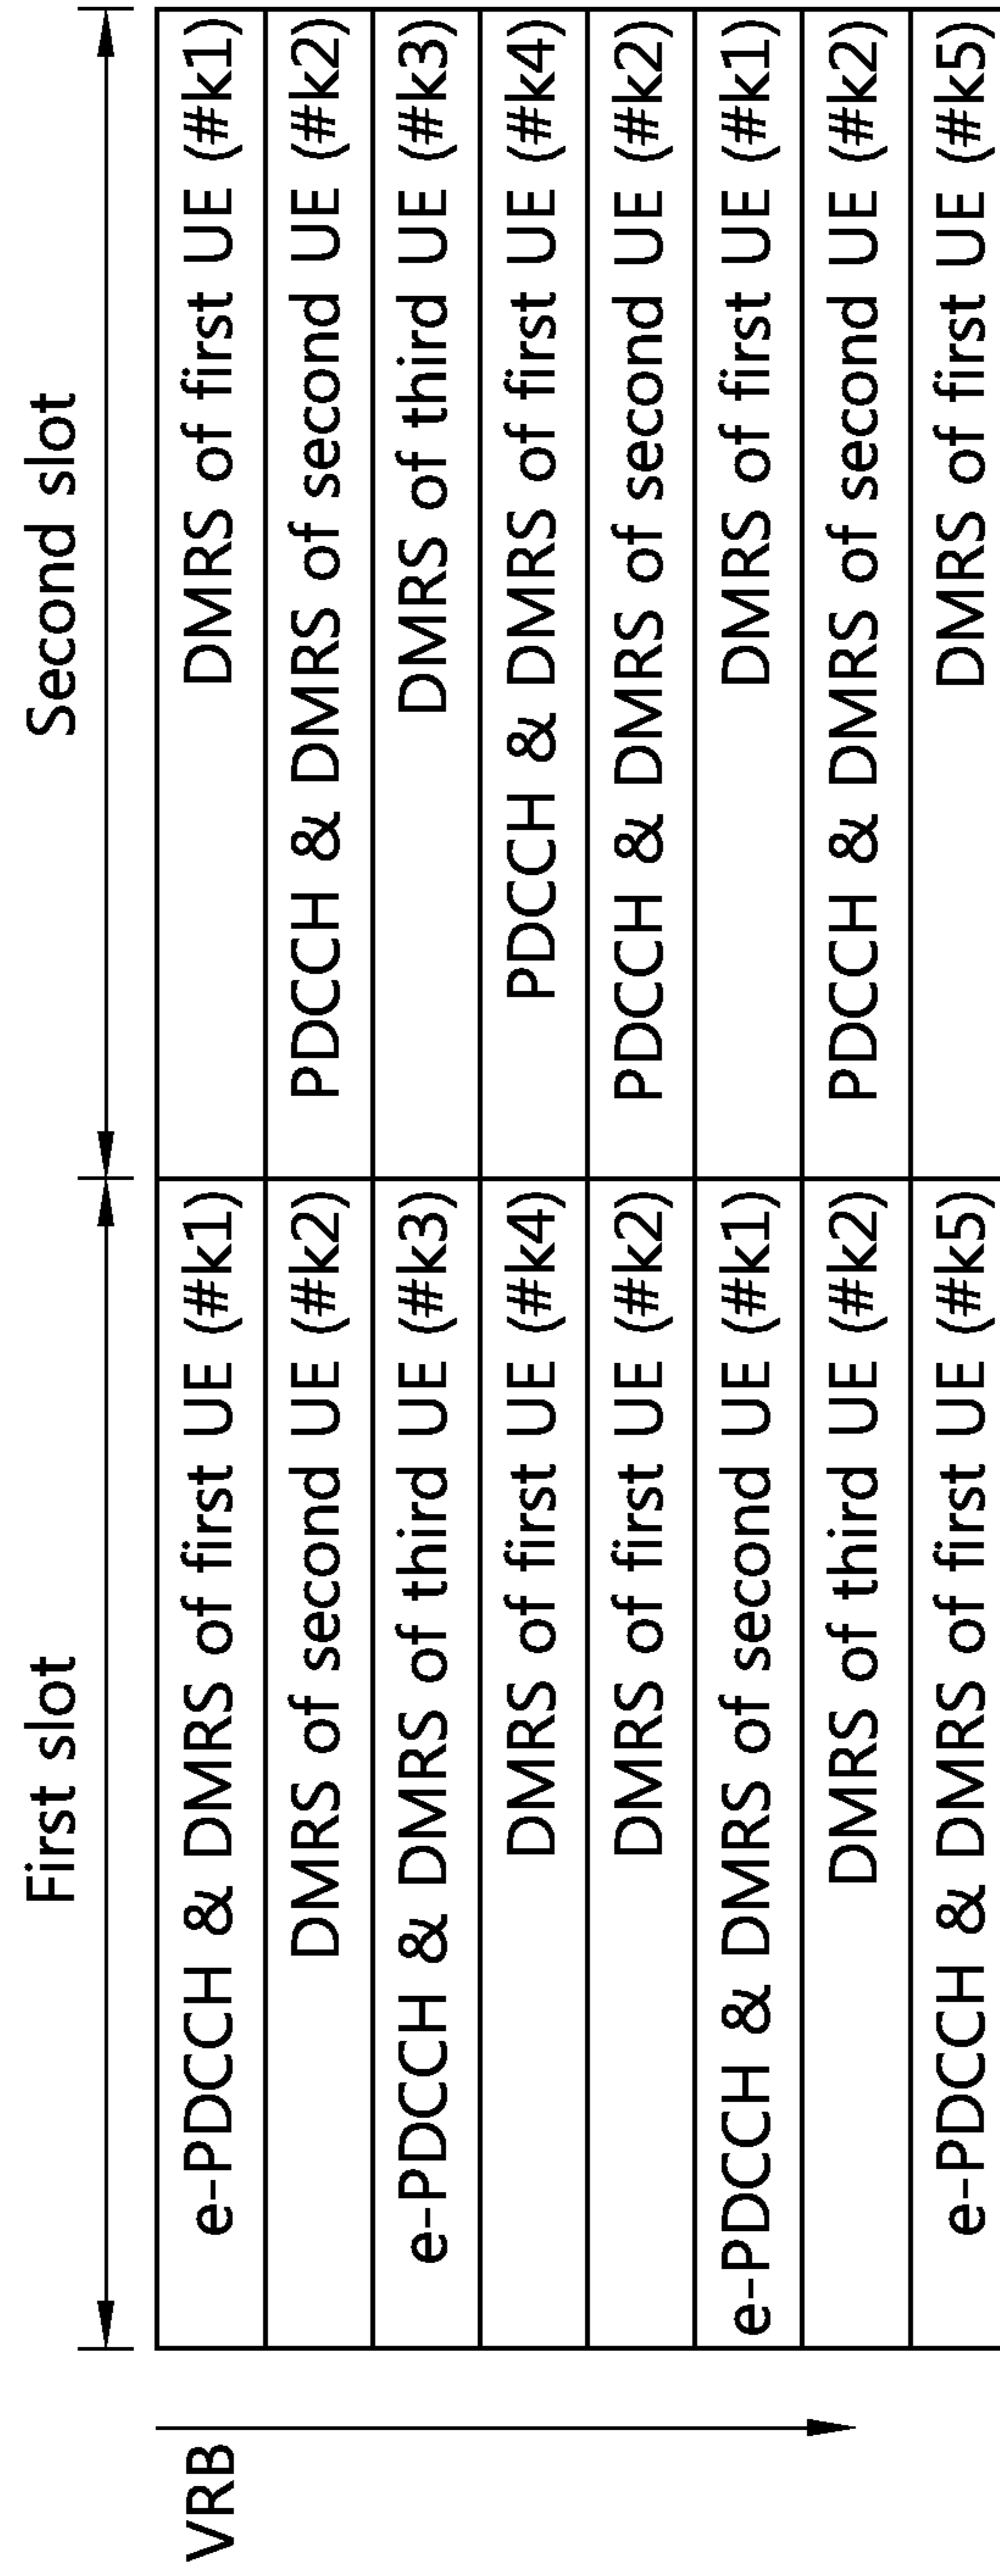 First slot
Second slot
VRB
e-PDCCH & DMRS of first UE (#k1)
DMRS of first UE (#k1)
DMRS of second UE (#k2)
PDCCH & DMRS of second UE (#k2)
e-PDCCH & DMRS of third UE (#k3)
DMRS of third UE (#k3)
DMRS of first UE (#k4)
PDCCH & DMRS of first UE (#k4)
DMRS of first UE (#k2)
PDCCH & DMRS of second UE (#k2)
e-PDCCH & DMRS of second UE (#k1)
DMRS of first UE (#k1)
DMRS of third UE (#k2)
PDCCH & DMRS of second UE (#k2)
e-PDCCH & DMRS of first UE (#k5)
DMRS of first UE (#k5)